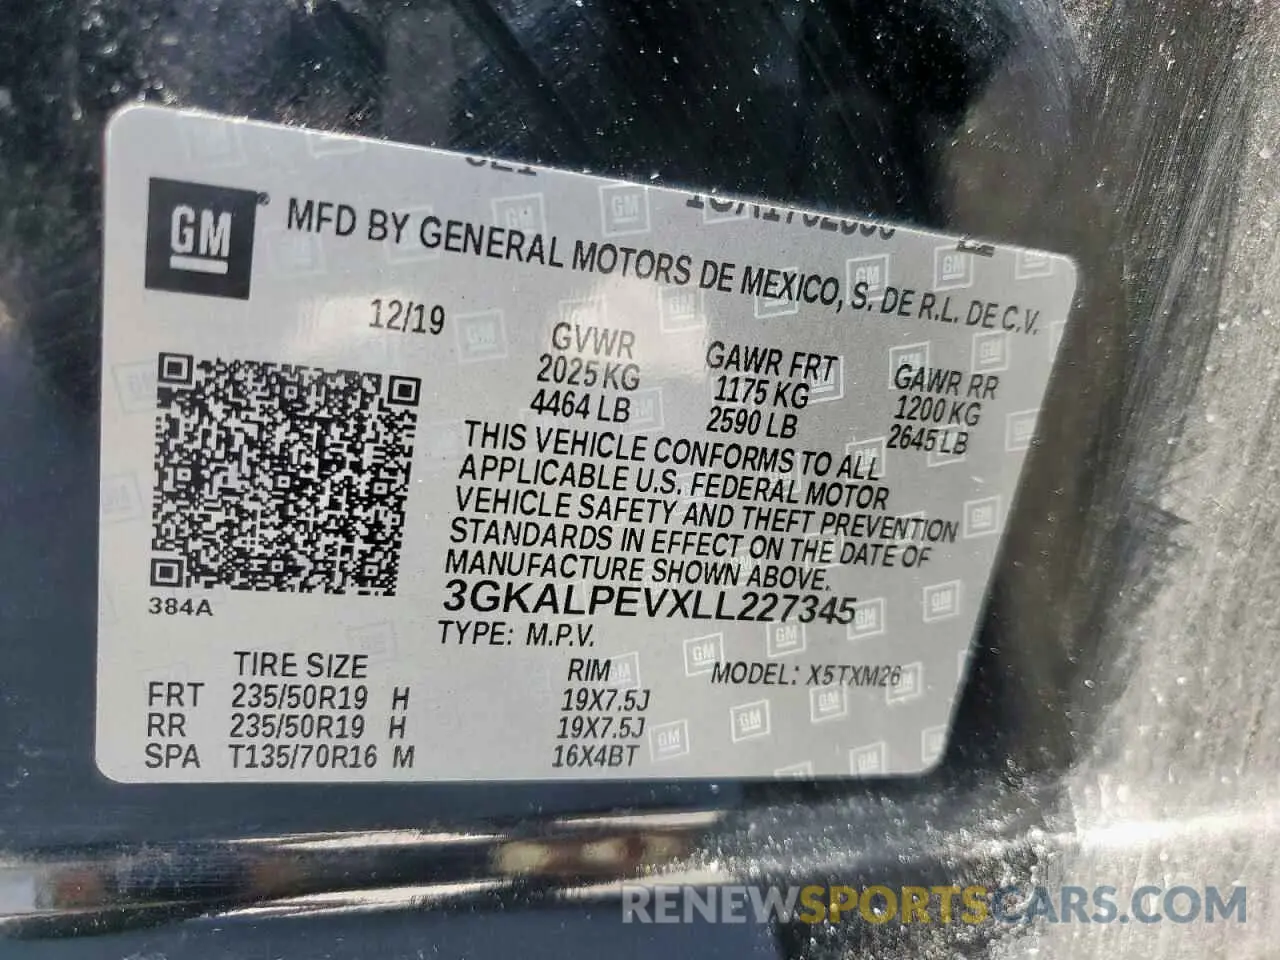 GM
MFD BY GENERAL MOTORS DE MEXICO, S. DE R.L. DE C.V.
12/19
GVWR GAWR FRT GAWR RR
2025 KG 1175 KG 1200 KG
4464 LB 2590 LB 2645 LB
THIS VEHICLE CONFORMS TO ALL
APPLICABLE U.S. FEDERAL MOTOR
VEHICLE SAFETY AND THEFT PREVENTION
STANDARDS IN EFFECT ON THE DATE OF
MANUFACTURE SHOWN ABOVE.
384A
3GKALPEVXLL227345
TYPE: M.P.V.
TIRE SIZE RIM MODEL: X5TXM26
FRT 235/50R19 H 19X7.5J
RR 235/50R19 H 19X7.5J
SPA T135/70R16 M 16X4BT
RENEWSPORTSCARS.COM